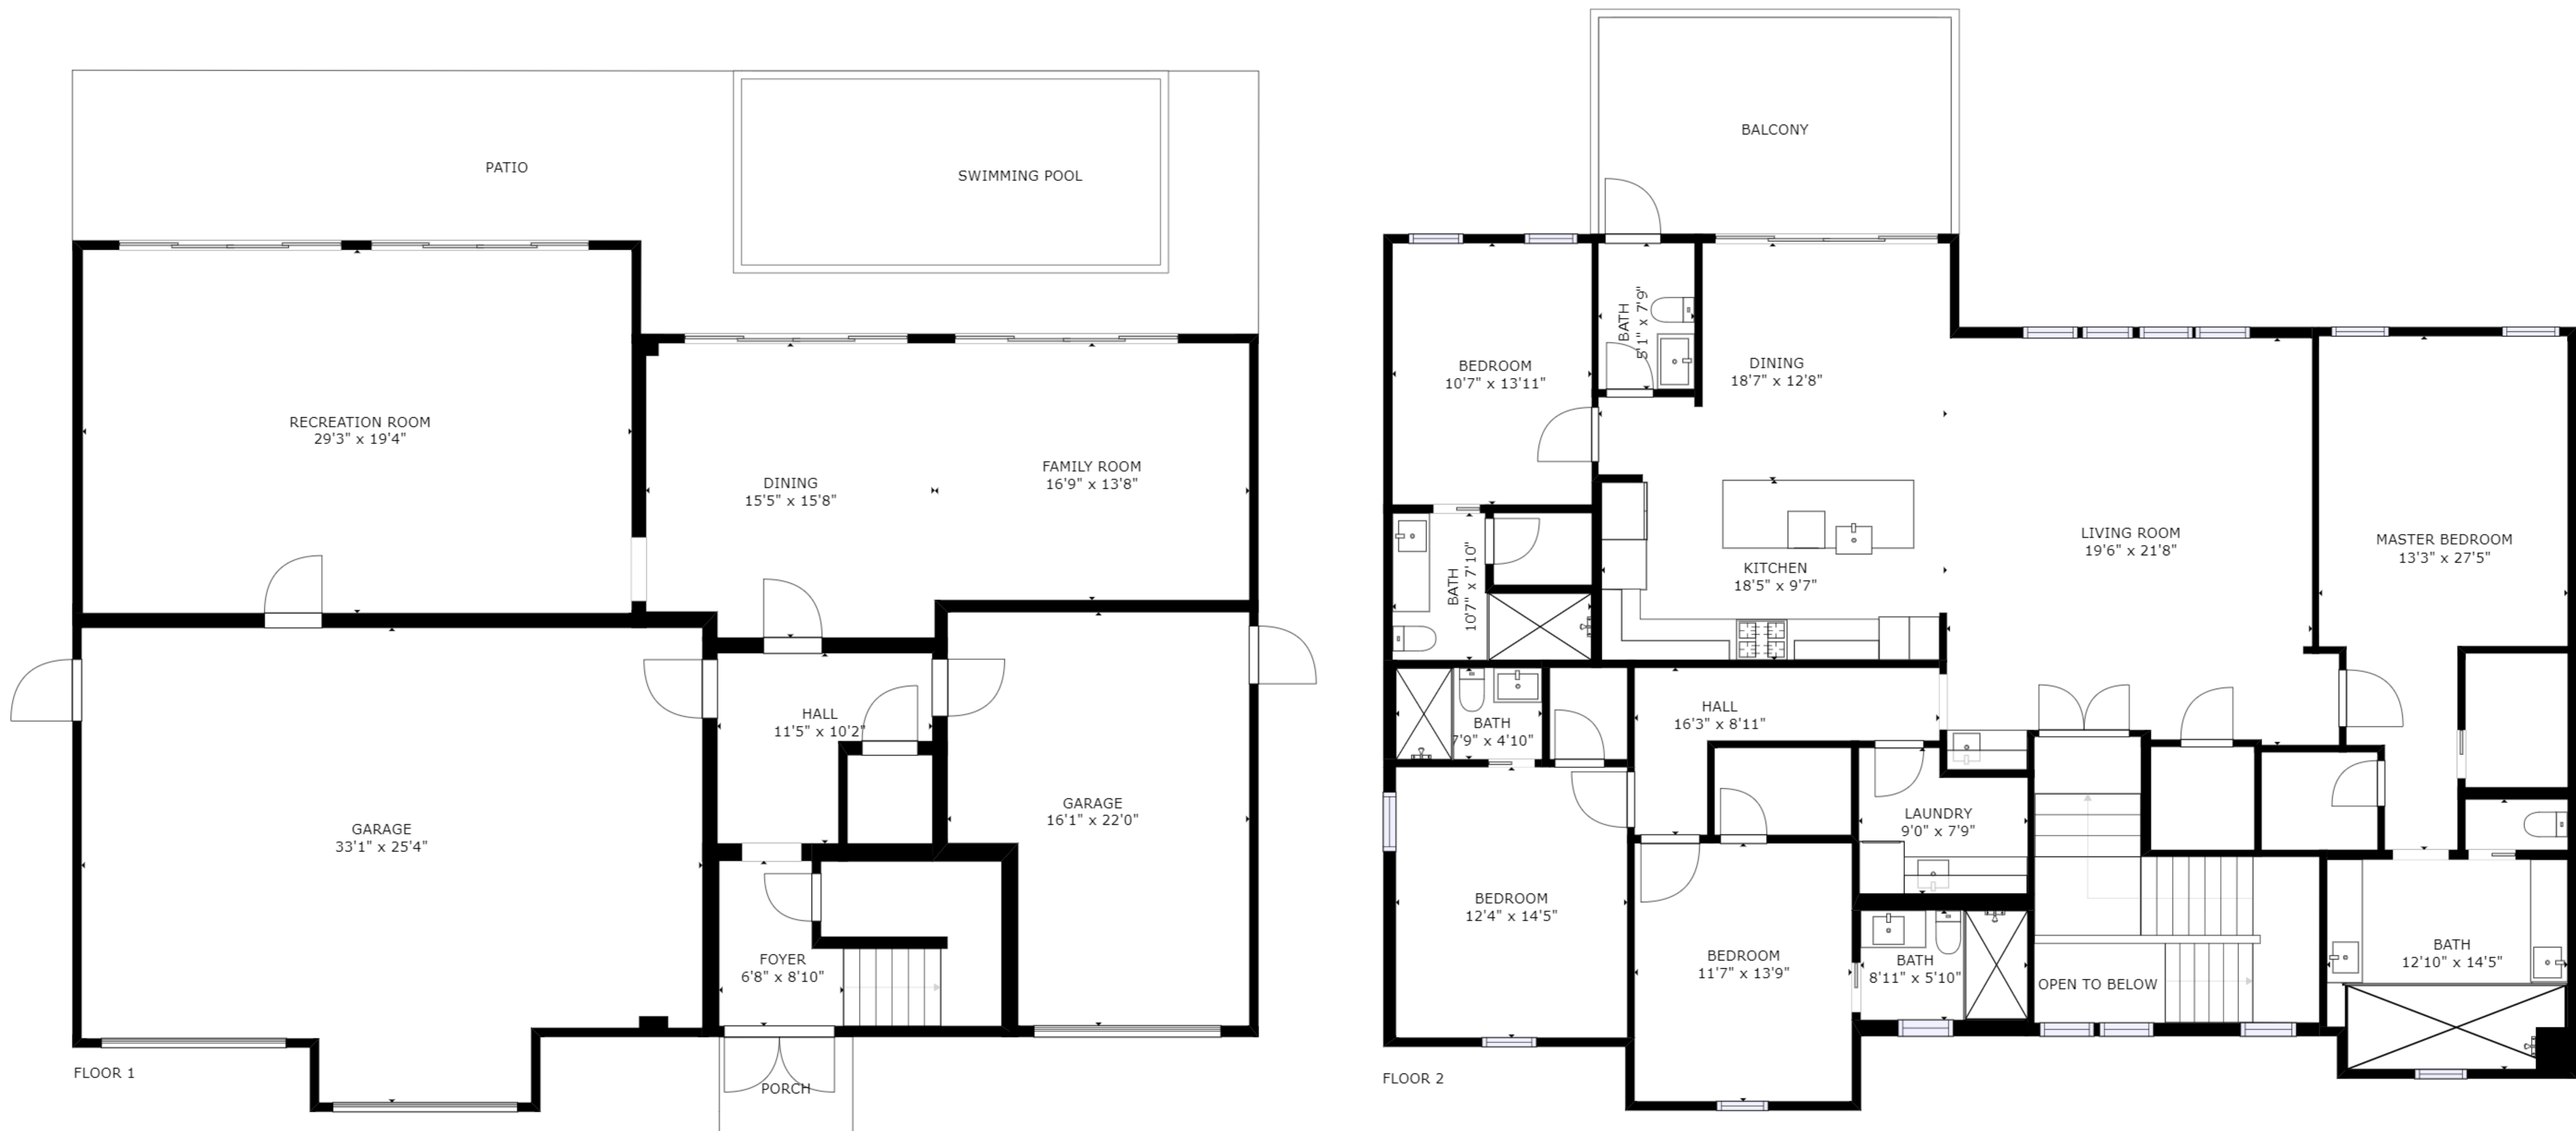 PATIO
SWIMMING POOL
RECREATION ROOM
29'3" x 19'4"
DINING
15'5" x 15'8"
FAMILY ROOM
16'9" x 13'8"
HALL
11'5" x 10'2"
GARAGE
33'1" x 25'4"
GARAGE
16'1" x 22'0"
FOYER
6'8" x 8'10"
PORCH
FLOOR 1
BALCONY
BEDROOM
10'7" x 13'11"
BATH
5'1" x 7'9"
DINING
18'7" x 12'8"
LIVING ROOM
19'6" x 21'8"
MASTER BEDROOM
13'3" x 27'5"
KITCHEN
18'5" x 9'7"
BATH
10'7" x 7'10"
BATH
7'9" x 4'10"
HALL
16'3" x 8'11"
LAUNDRY
9'0" x 7'9"
BEDROOM
12'4" x 14'5"
BEDROOM
11'7" x 13'9"
BATH
8'11" x 5'10"
OPEN TO BELOW
BATH
12'10" x 14'5"
FLOOR 2